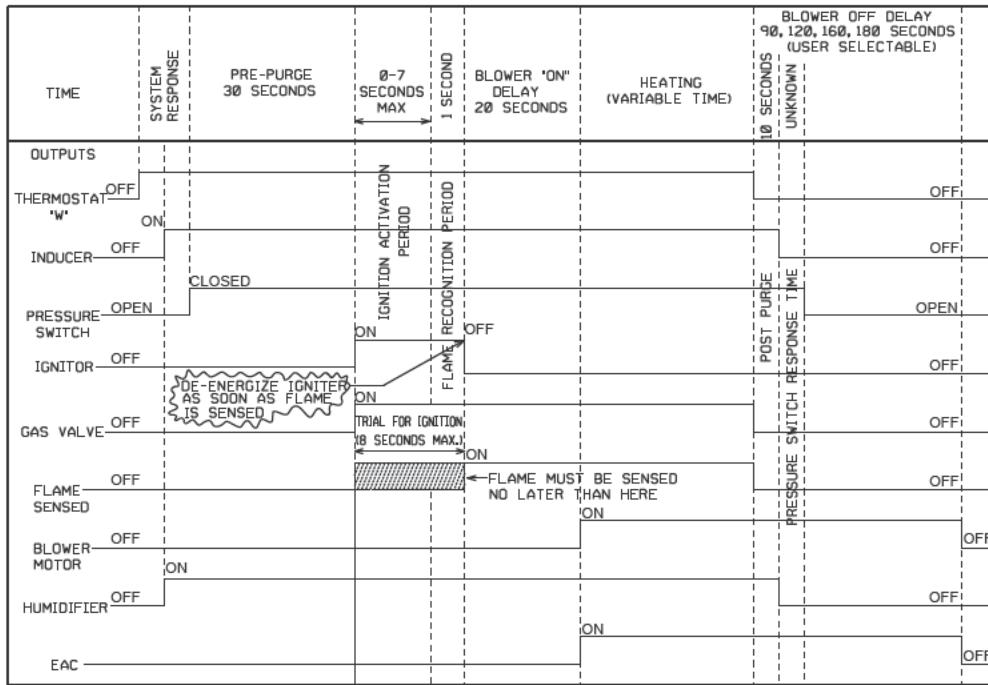 TIME
SYSTEM
RESPONSE
PRE-PURGE
30 SECONDS
0-7
SECONDS
MAX
1 SECOND
BLOWER "ON"
DELAY
20 SECONDS
HEATING
(VARIABLE TIME)
10 SECONDS
UNKNOWN
BLOWER OFF DELAY
90,120,160,180 SECONDS
(USER SELECTABLE)
OUTPUTS
THERMOSTAT
"W"
OFF
OFF
IGNITION ACTIVATION
PERIOD
FLAME RECOGNITION PERIOD
POST PURGE
PRESSURE SWITCH RESPONSE TIME
ON
INDUCER
OFF
OFF
CLOSED
PRESSURE
SWITCH
OPEN
OPEN
ON
OFF
IGNITOR
OFF
OFF
DE-ENERGIZE IGNITER
AS SOON AS FLAME
IS SENSED
ON
GAS VALVE
OFF
OFF
TRIAL FOR IGNITION
(8 SECONDS MAX.)
ON
FLAME
SENSED
OFF
FLAME MUST BE SENSED
NO LATER THAN HERE
OFF
ON
BLOWER
MOTOR
OFF
OFF
ON
HUMIDIFIER
OFF
OFF
ON
EAC
OFF